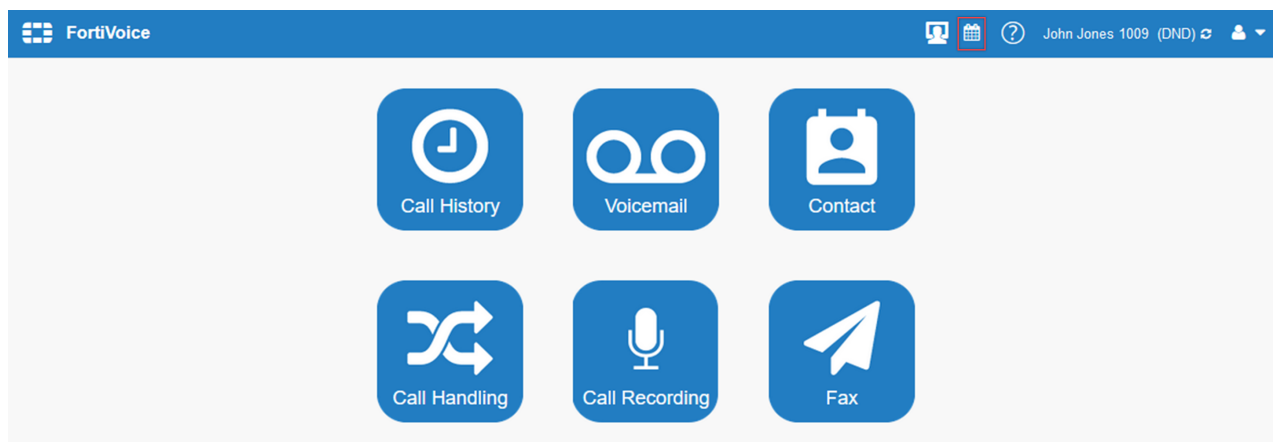 FortiVoice
? John Jones 1009 (DND)
Call History
Voicemail
Contact
Call Handling
Call Recording
Fax